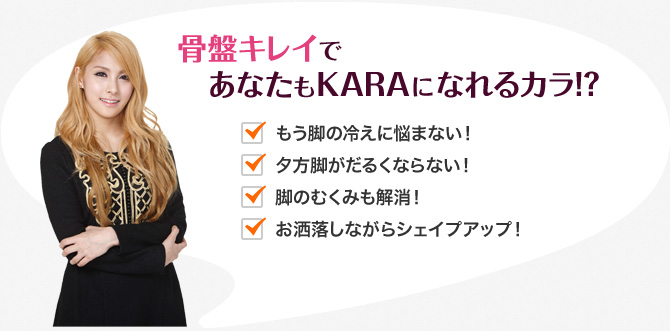 骨盤キレイで
あなたもKARAになれるカラ!?
もう脚の冷えに悩まない！
夕方脚がだるくならない！
脚のむくみも解消！
お洒落しながらシェイプアップ！